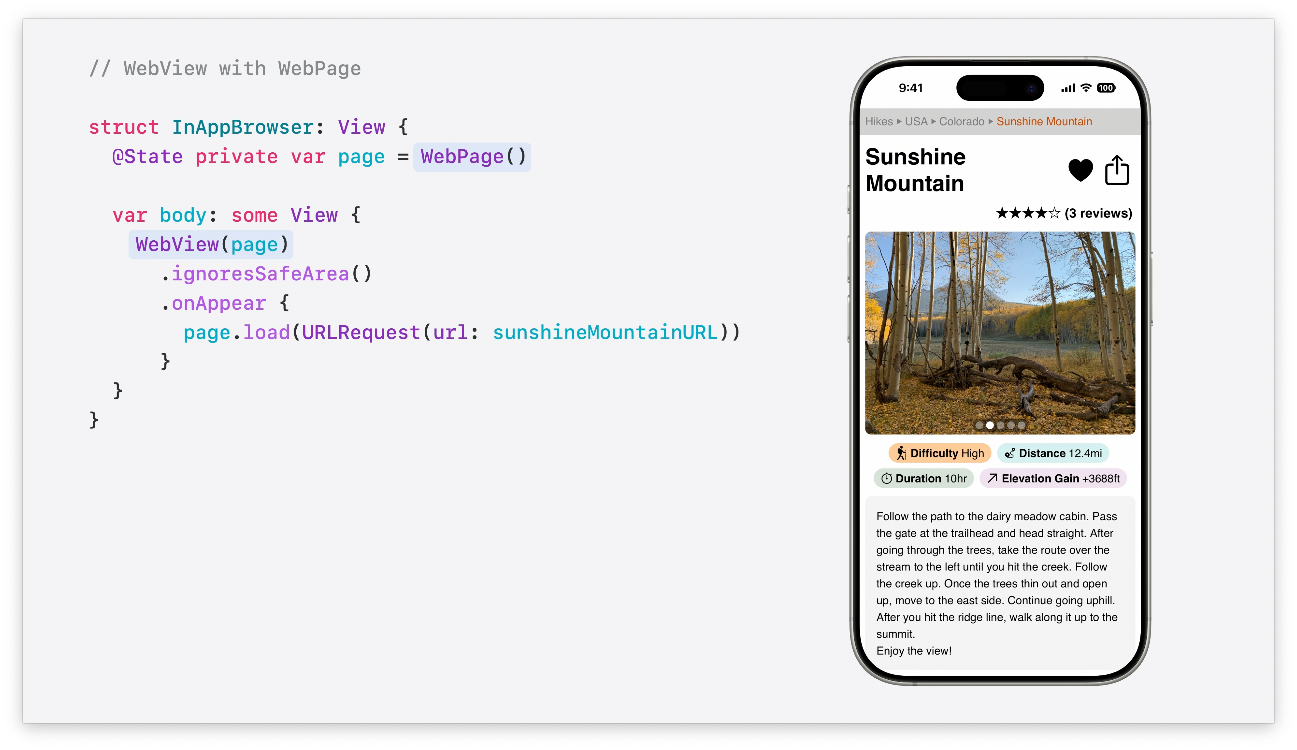 // WebView with WebPage
struct InAppBrowser: View {
@State private var page = WebPage()
var body: some View {
WebView(page)
.ignoresSafeArea()
.onAppear {
page.load(URLRequest(url: sunshineMountainURL))
}
}
}
9:41
100
Hikes ▸ USA ▸ Colorado ▸ Sunshine Mountain
Sunshine
Mountain
★★★★☆ (3 reviews)
Difficulty High
Distance 12.4mi
Duration 10hr
Elevation Gain +3688ft
Follow the path to the dairy meadow cabin. Pass
the gate at the trailhead and head straight. After
going through the trees, take the route over the
stream to the left until you hit the creek. Follow
the creek up. Once the trees thin out and open
up, move to the east side. Continue going uphill.
After you hit the ridge line, walk along it up to the
summit.
Enjoy the view!